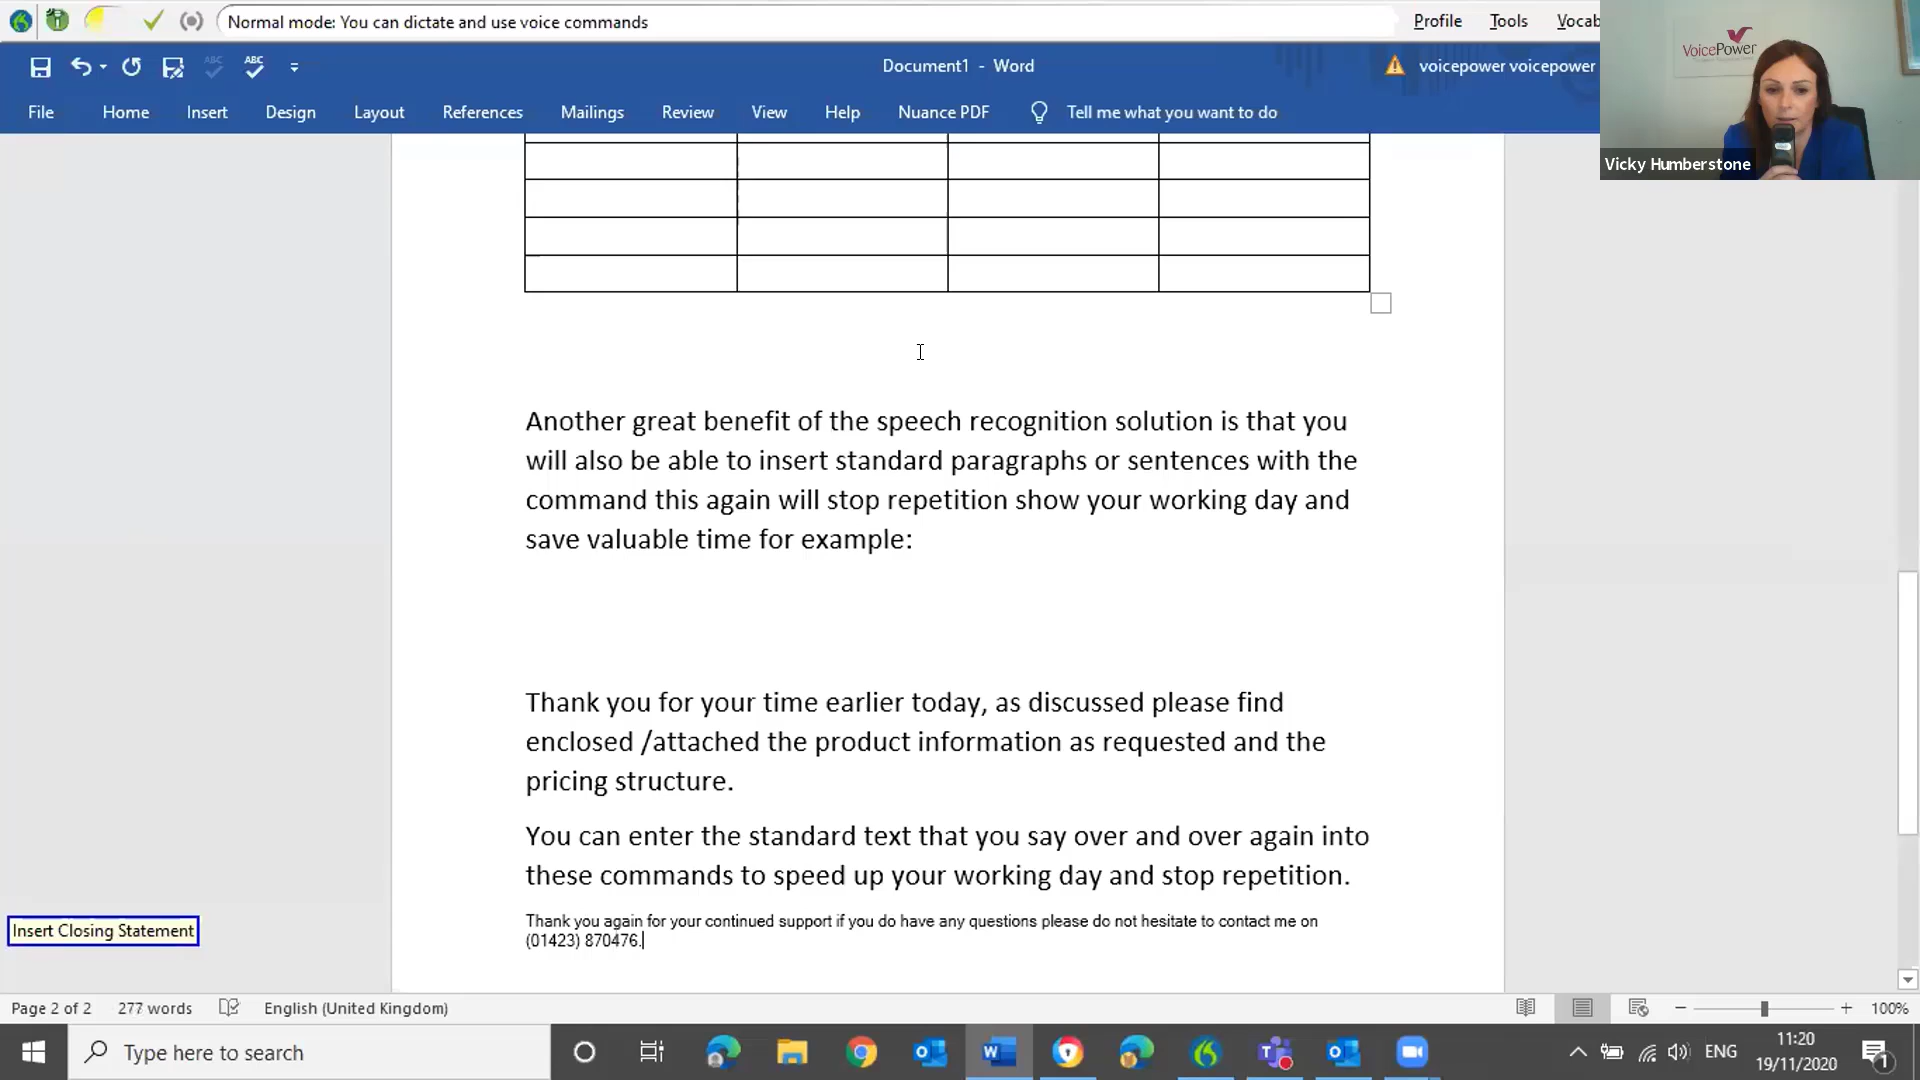 Normal mode: You can dictate and use voice commands
Profile
Tools
Vocab
VoicePower
Document1 - Word
voicepower voicepower
File
Home
Insert
Design
Layout
References
Mailings
Review
View
Help
Nuance PDF
Tell me what you want to do
Vicky Humberstone
Another great benefit of the speech recognition solution is that you
will also be able to insert standard paragraphs or sentences with the
command this again will stop repetition show your working day and
save valuable time for example:
Thank you for your time earlier today, as discussed please find
enclosed /attached the product information as requested and the
pricing structure.
You can enter the standard text that you say over and over again into
these commands to speed up your working day and stop repetition.
Thank you again for your continued support if you do have any questions please do not hesitate to contact me on
(01423) 870476.
Insert Closing Statement
Page 2 of 2
277 words
English (United Kingdom)
100%
Type here to search
ENG
11:20
19/11/2020
1